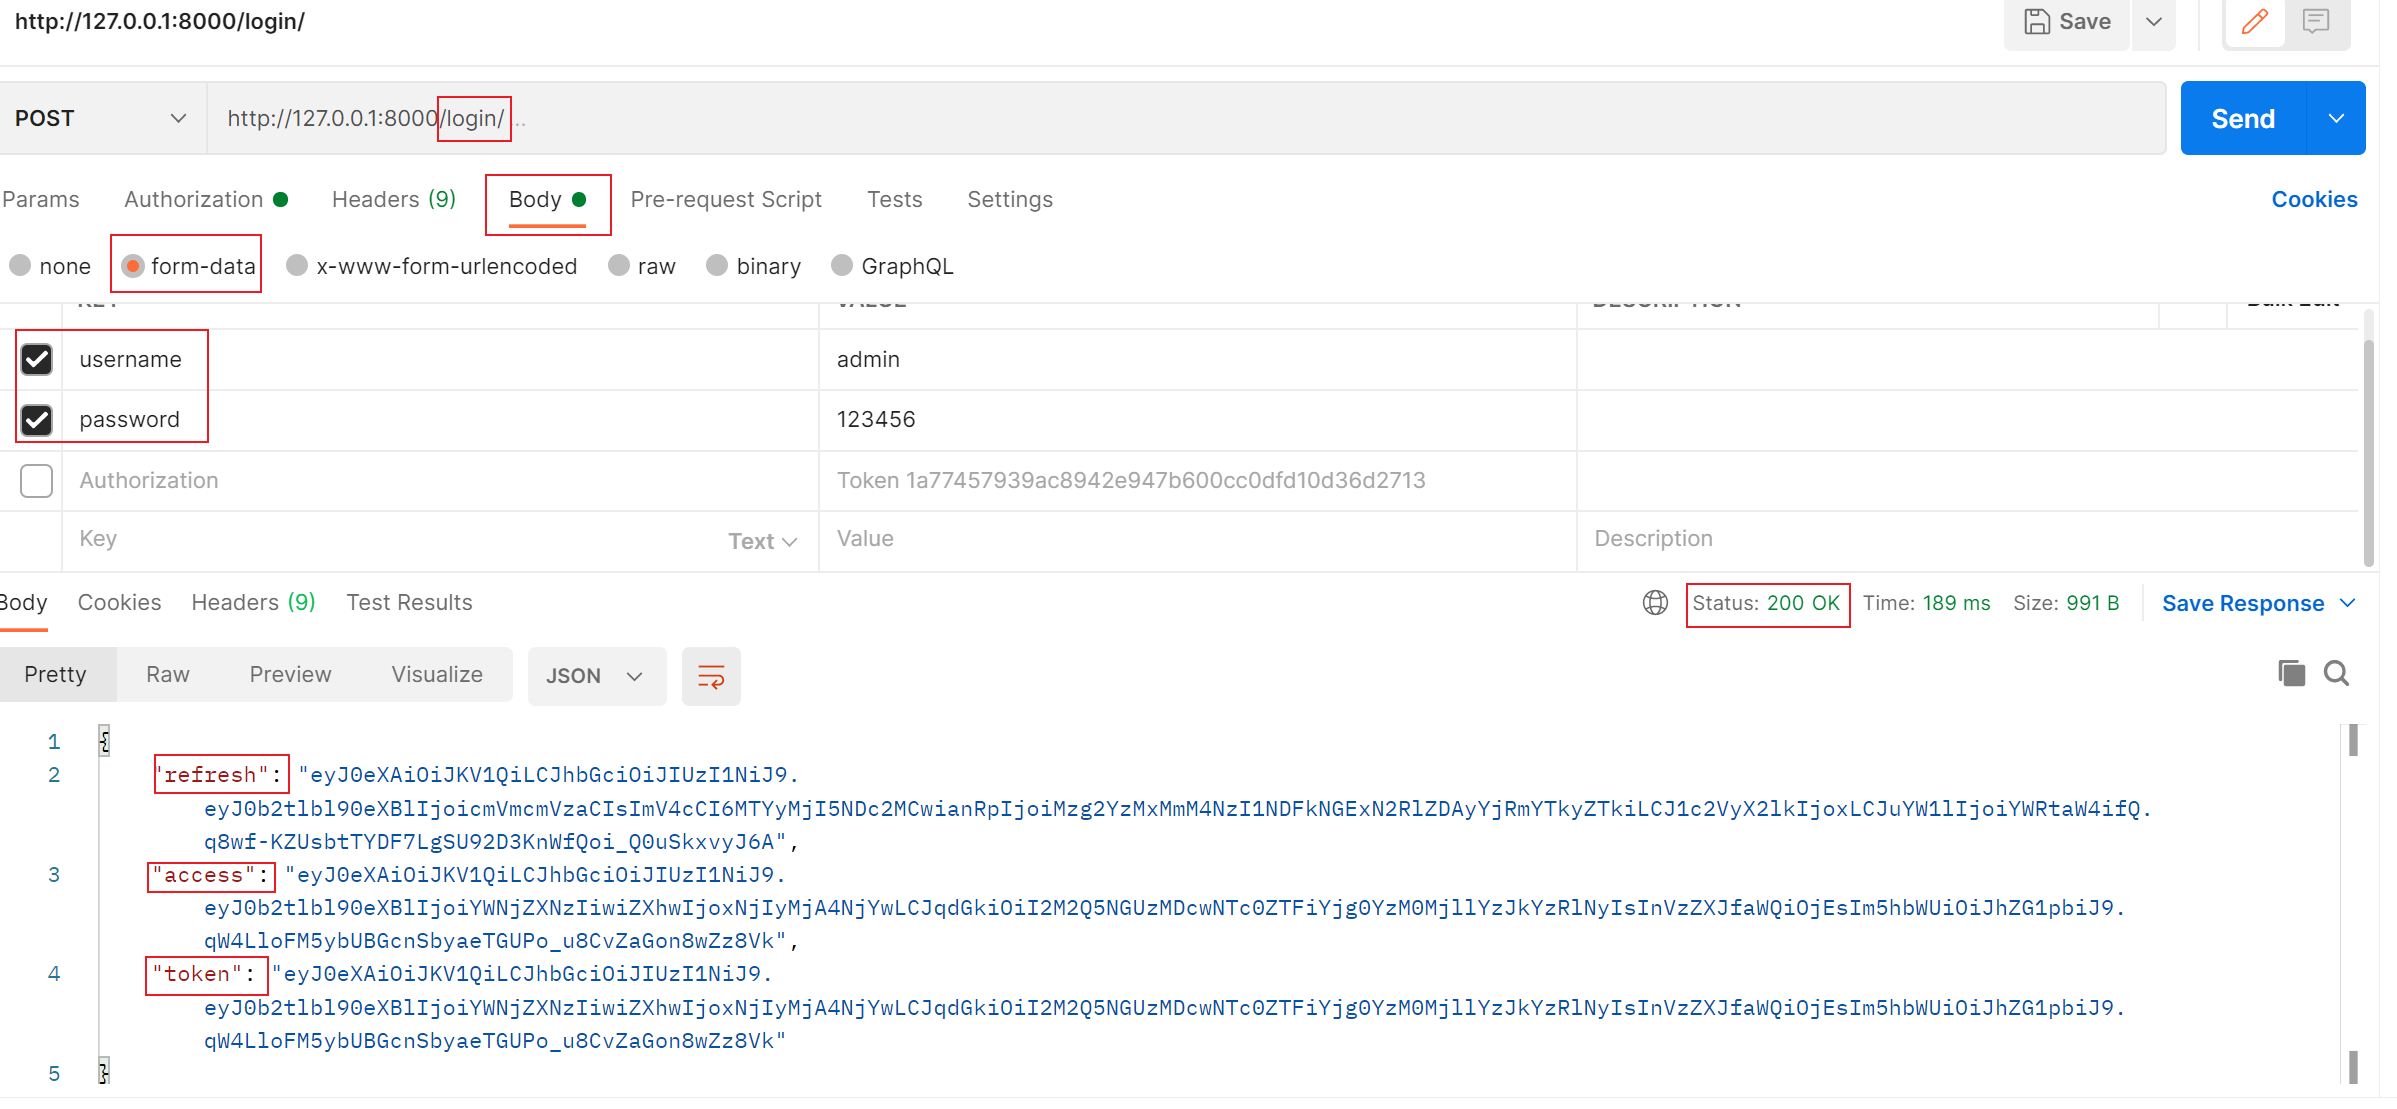 http://127.0.0.1:8000/login/
Save
POST http://127.0.0.1:8000/login/ ... Send
Params Authorization Headers (9) Body Pre-request Script Tests Settings Cookies
none form-data x-www-form-urlencoded raw binary GraphQL
KEY VALUE DESCRIPTION Bulk Edit
username admin
password 123456
Authorization Token 1a77457939ac8942e947b600cc0dfd10d36d2713
Key Text Value Description
Body Cookies Headers (9) Test Results Status: 200 OK Time: 189 ms Size: 991 B Save Response
Pretty Raw Preview Visualize JSON
1 {
2 "refresh": "eyJ0eXAiOiJKV1QiLCJhbGciOiJIUzI1NiJ9.
eyJ0b2tlbl90eXBlIjoicmVmcmVzaCIsImV4cCI6MTYyMjI5NDc2MCwianRpIjoiMzg2YzMxMmM4NzI1NDFkNGExN2RlZDAyYjRmYTkyZTkiLCJ1c2VyX2lkIjoxLCJuYW1lIjoiYWRtaW4ifQ.
q8wf-KZUsbtTYDF7LgSU92D3KnWfQoi_Q0uSkxvyJ6A",
3 "access": "eyJ0eXAiOiJKV1QiLCJhbGciOiJIUzI1NiJ9.
eyJ0b2tlbl90eXBlIjoiYWNjZXNzIiwiZXhwIjoxNjIyMjA4NjYwLCJqdGkiOiI2M2Q5NGUzMDcwNTc0ZTFiYjg0YzM0MjllYzJkYzRlNyIsInVzZXJfaWQiOjEsIm5hbWUiOiJhZG1pbiJ9.
qW4LloFM5ybUBGcnSbyaeTGUPo_u8CvZaGon8wZz8Vk",
4 "token": "eyJ0eXAiOiJKV1QiLCJhbGciOiJIUzI1NiJ9.
eyJ0b2tlbl90eXBlIjoiYWNjZXNzIiwiZXhwIjoxNjIyMjA4NjYwLCJqdGkiOiI2M2Q5NGUzMDcwNTc0ZTFiYjg0YzM0MjllYzJkYzRlNyIsInVzZXJfaWQiOjEsIm5hbWUiOiJhZG1pbiJ9.
qW4LloFM5ybUBGcnSbyaeTGUPo_u8CvZaGon8wZz8Vk"
5 }